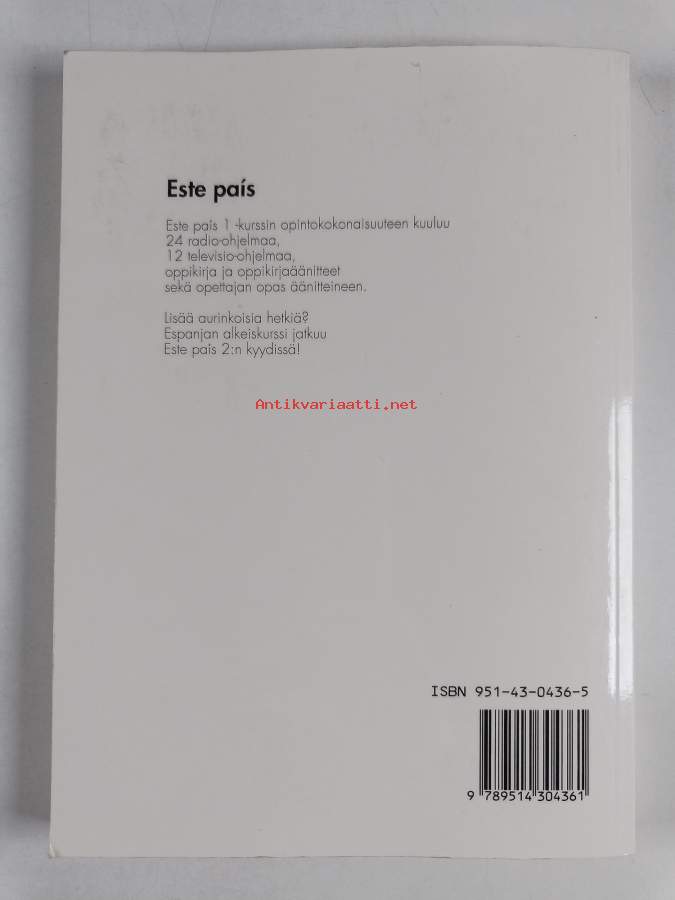 Este país
Este país 1 -kurssin opintokokonaisuuteen kuuluu
24 radio-ohjelmaa,
12 televisio-ohjelmaa,
oppikirja ja oppikirjaäänitteet
sekä opettajan opas äänitteineen.
Lisää aurinkoisia hetkiä?
Espanjan alkeiskurssi jatkuu
Este país 2:n kyydissä!
Antikvariaatti.net
ISBN 951-43-0436-5
9 789514 304361